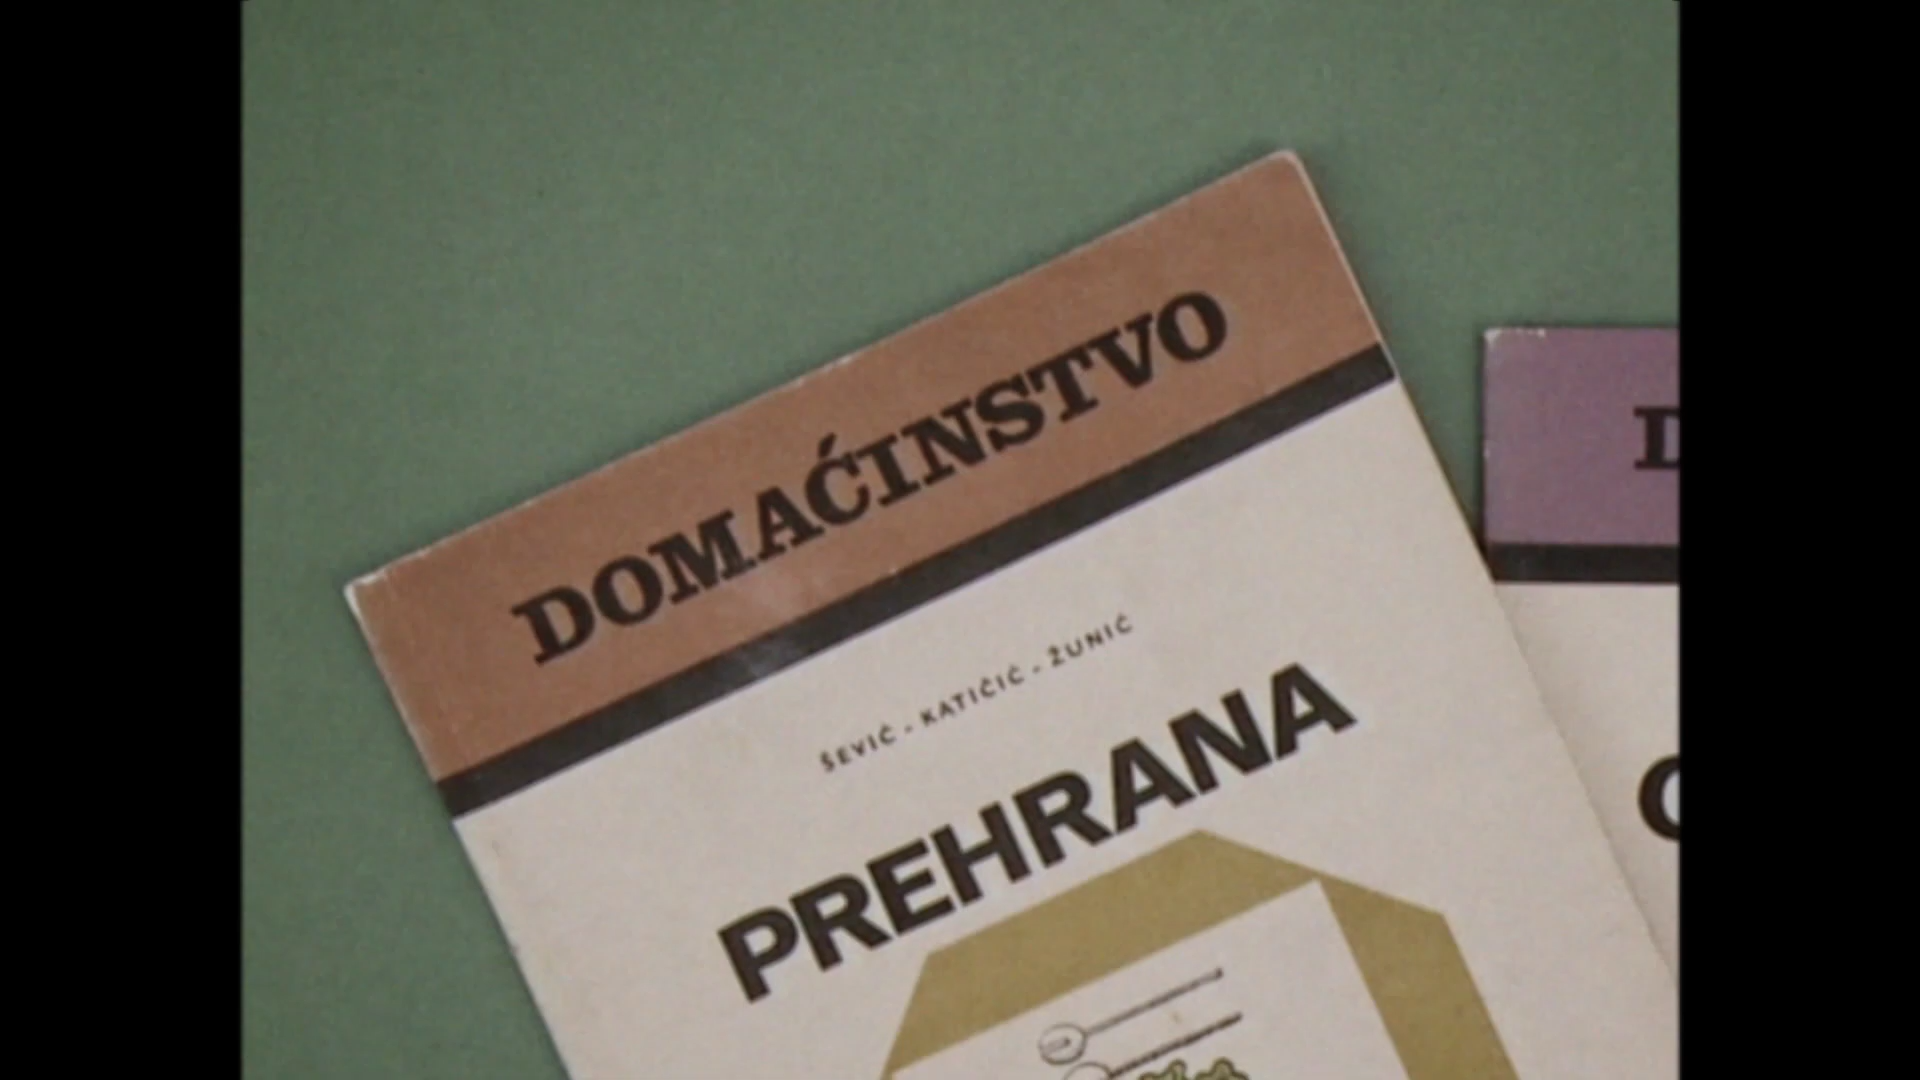 DOMAĆINSTVO
ŠEVIĆ - KATIČIĆ - ŽUNIĆ
PREHRANA